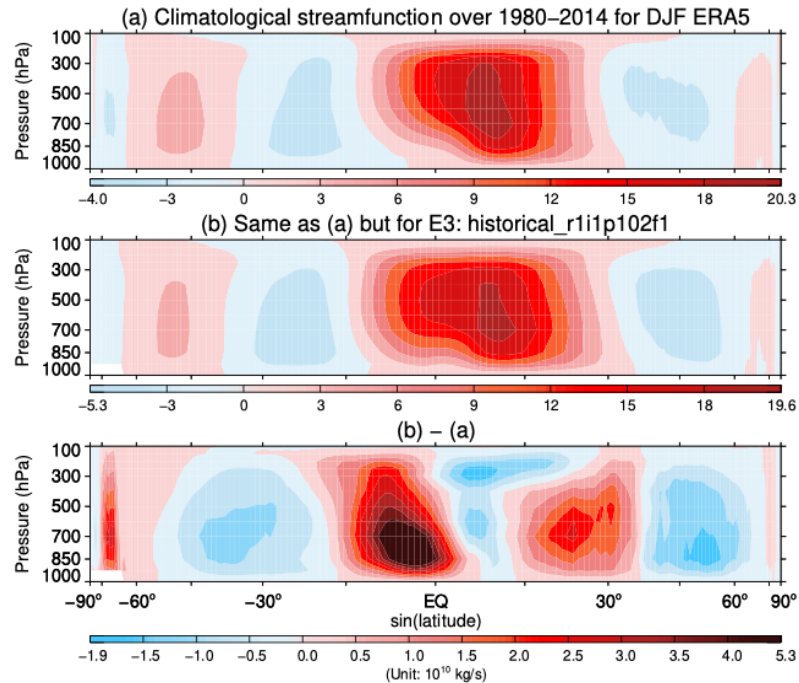 (a) Climatological streamfunction over 1980−2014 for DJF ERA5
Pressure (hPa)
100
300
500
700
850
1000
−4.0 −3 0 3 6 9 12 15 18 20.3
(b) Same as (a) but for E3: historical_r1i1p102f1
Pressure (hPa)
100
300
500
700
850
1000
−5.3 −3 0 3 6 9 12 15 18 19.6
(b) − (a)
Pressure (hPa)
100
300
500
700
850
1000
−90° −60° −30° EQ 30° 60° 90°
sin(latitude)
−1.9 −1.5 −1.0 −0.5 0.0 0.5 1.0 1.5 2.0 2.5 3.0 4.0 5.3
(Unit: 10¹⁰ kg/s)